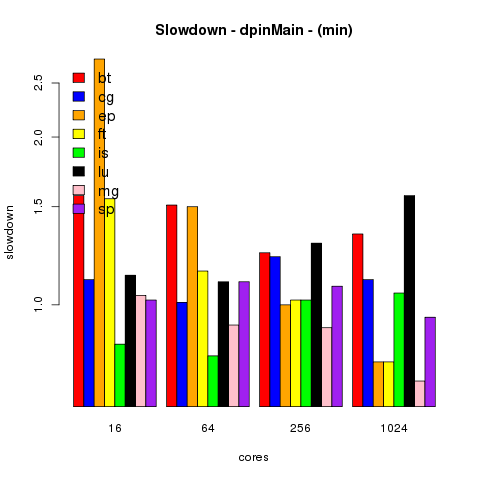 Slowdown - dpinMain - (min)
2.5
2.0
1.5
1.0
slowdown
bt
cg
ep
ft
is
lu
mg
sp
16 64 256 1024
cores